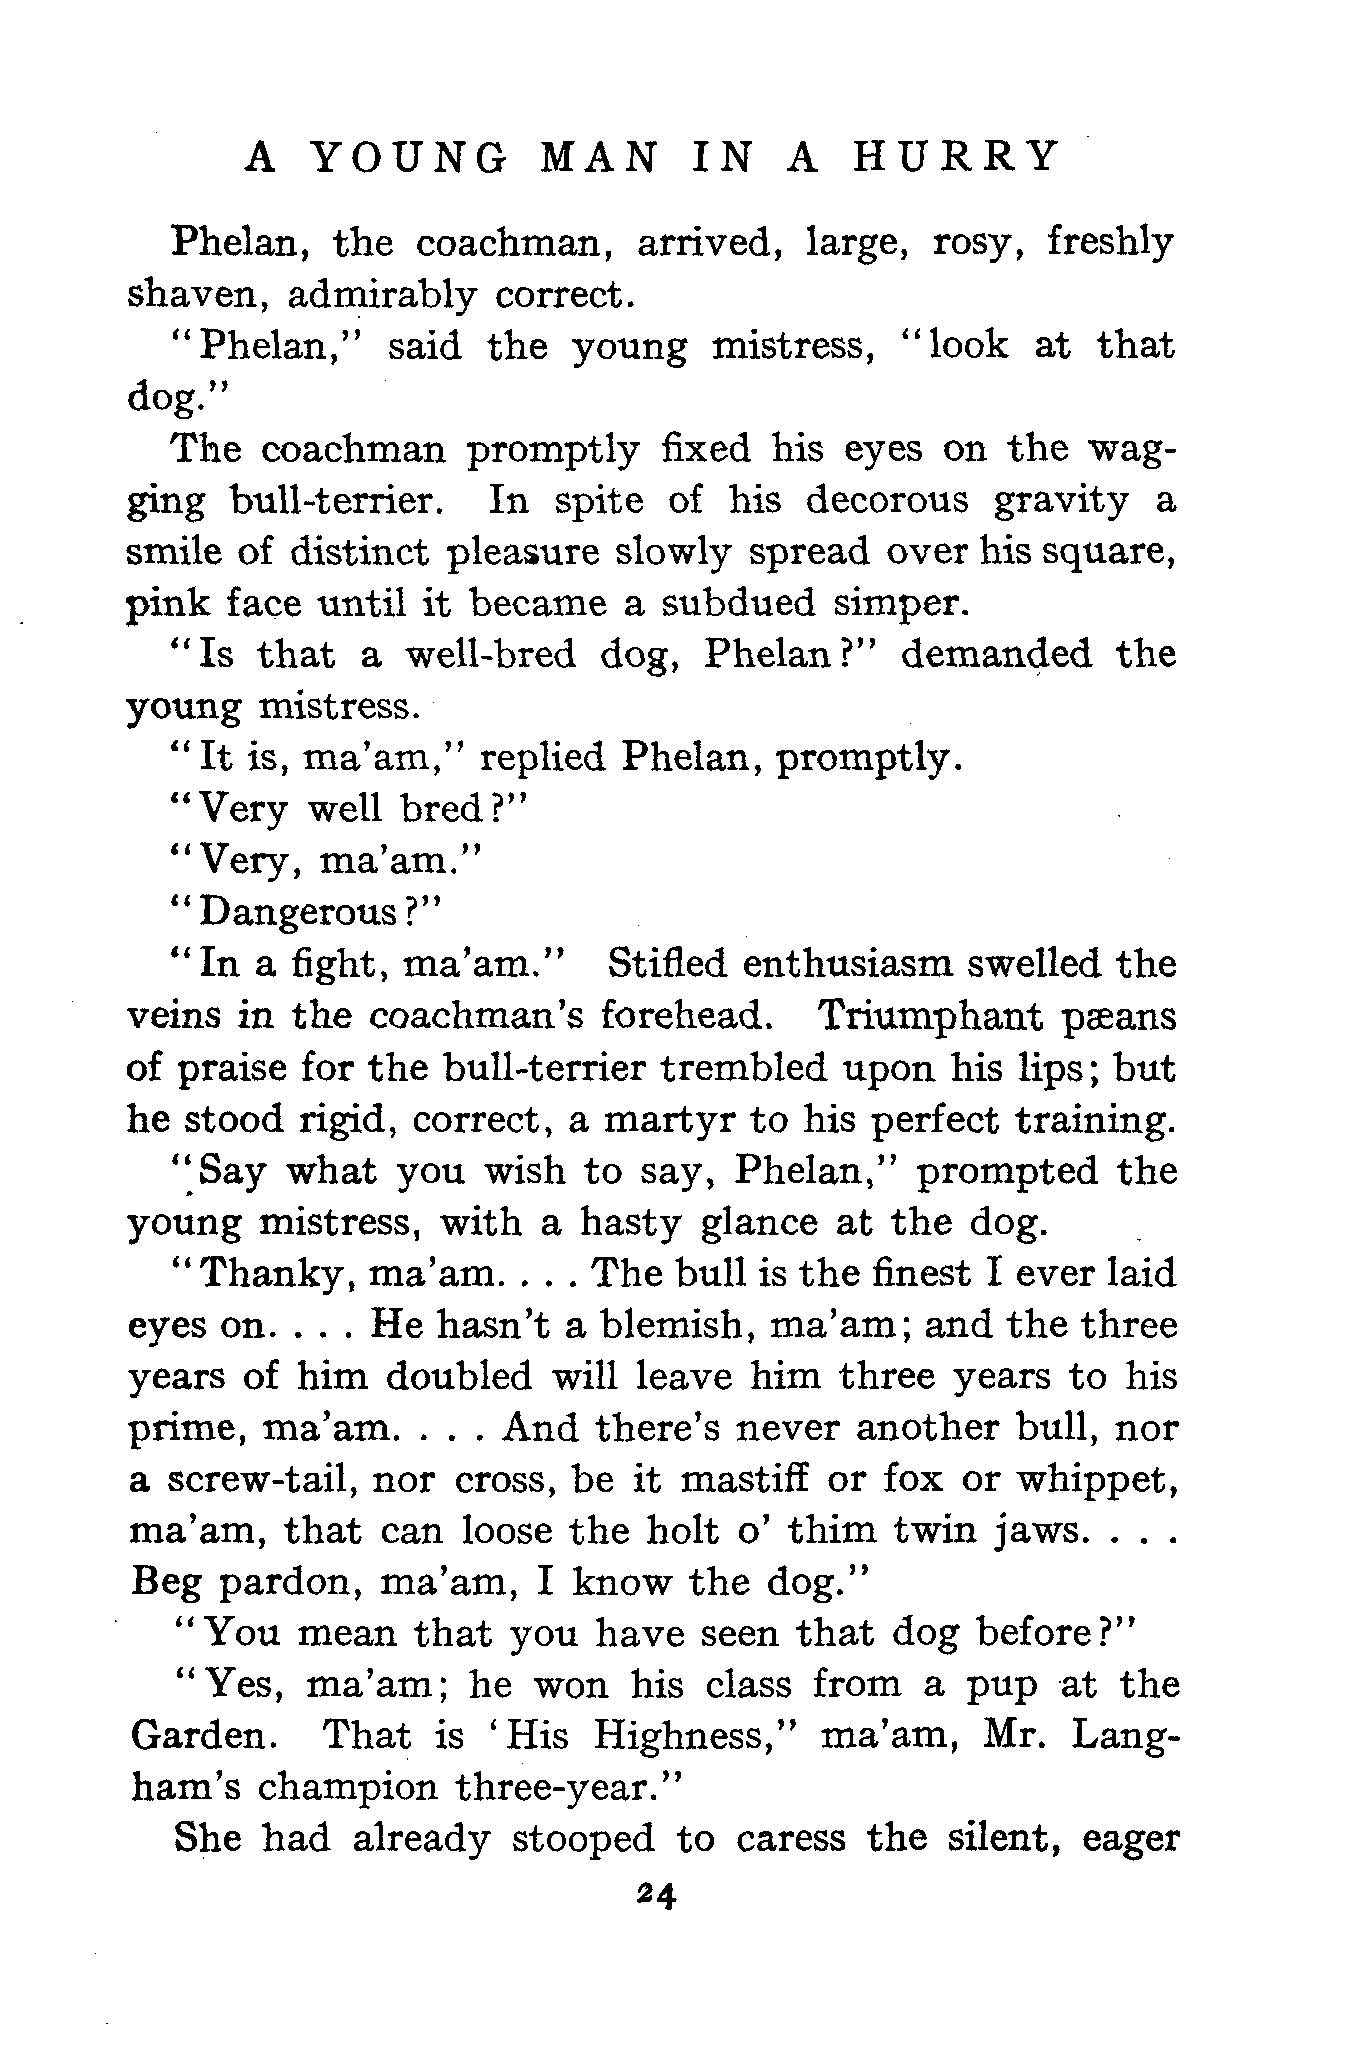 A YOUNG MAN IN A HURRY
Phelan, the coachman, arrived, large, rosy, freshly
shaven, admirably correct.
"Phelan," said the young mistress, "look at that
dog."
The coachman promptly fixed his eyes on the wag-
ging bull-terrier. In spite of his decorous gravity a
smile of distinct pleasure slowly spread over his square,
pink face until it became a subdued simper.
"Is that a well-bred dog, Phelan?" demanded the
young mistress.
"It is, ma'am," replied Phelan, promptly.
"Very well bred?"
"Very, ma'am."
"Dangerous?"
"In a fight, ma'am." Stifled enthusiasm swelled the
veins in the coachman's forehead. Triumphant pæans
of praise for the bull-terrier trembled upon his lips; but
he stood rigid, correct, a martyr to his perfect training.
"Say what you wish to say, Phelan," prompted the
young mistress, with a hasty glance at the dog.
"Thanky, ma'am. . . . The bull is the finest I ever laid
eyes on. . . . He hasn't a blemish, ma'am; and the three
years of him doubled will leave him three years to his
prime, ma'am. . . . And there's never another bull, nor
a screw-tail, nor cross, be it mastiff or fox or whippet,
ma'am, that can loose the holt o' thim twin jaws. . . .
Beg pardon, ma'am, I know the dog."
"You mean that you have seen that dog before?"
"Yes, ma'am; he won his class from a pup at the
Garden. That is 'His Highness," ma'am, Mr. Lang-
ham's champion three-year."
She had already stooped to caress the silent, eager
24